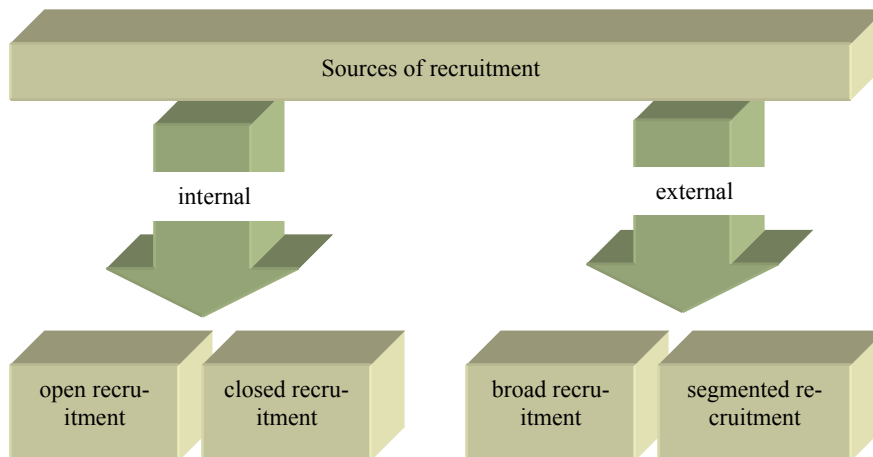 Sources of recruitment
internal
external
open recru-
itment
closed recru-
itment
broad recru-
itment
segmented re-
cruitment